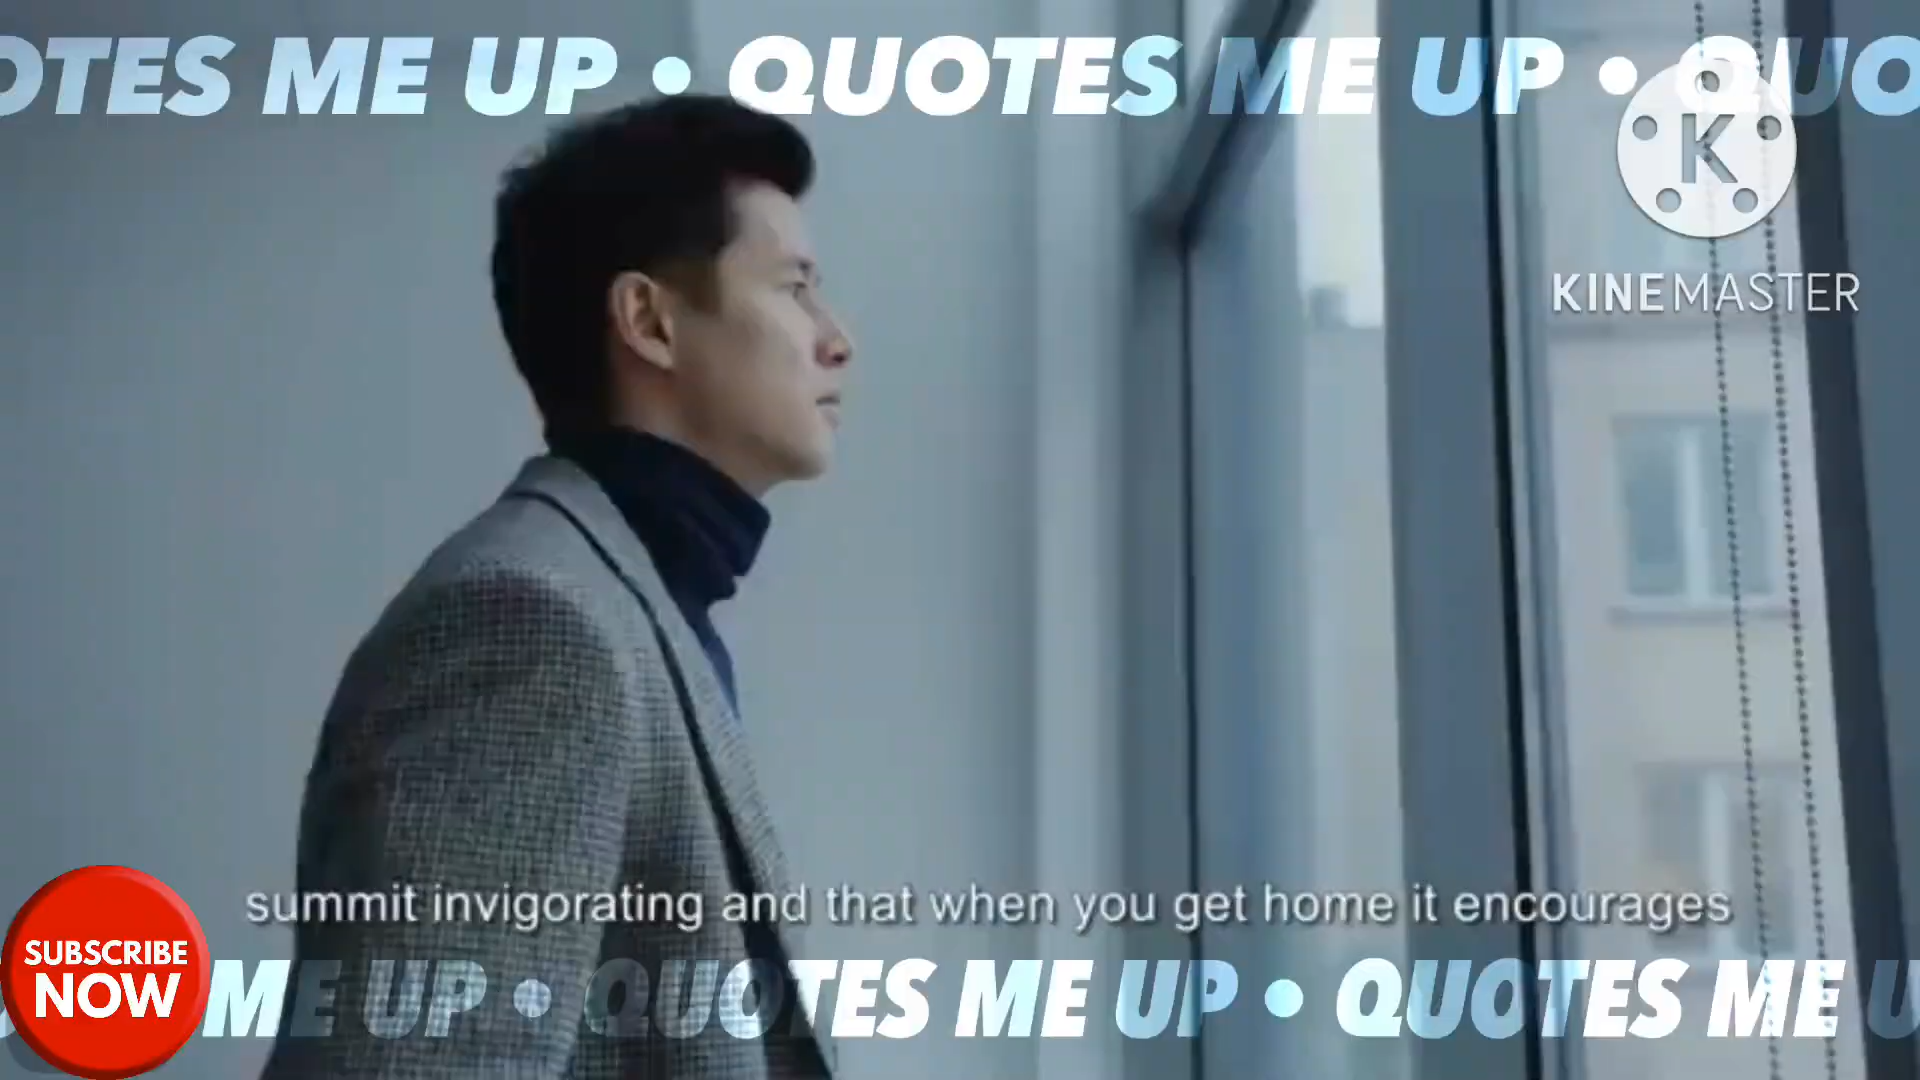 OTES ME UP • QUOTES ME UP • QUO
K
KINEMASTER
summit invigorating and that when you get home it encourages
SUBSCRIBE
NOW
ME UP • QUOTES ME UP • QUOTES ME U